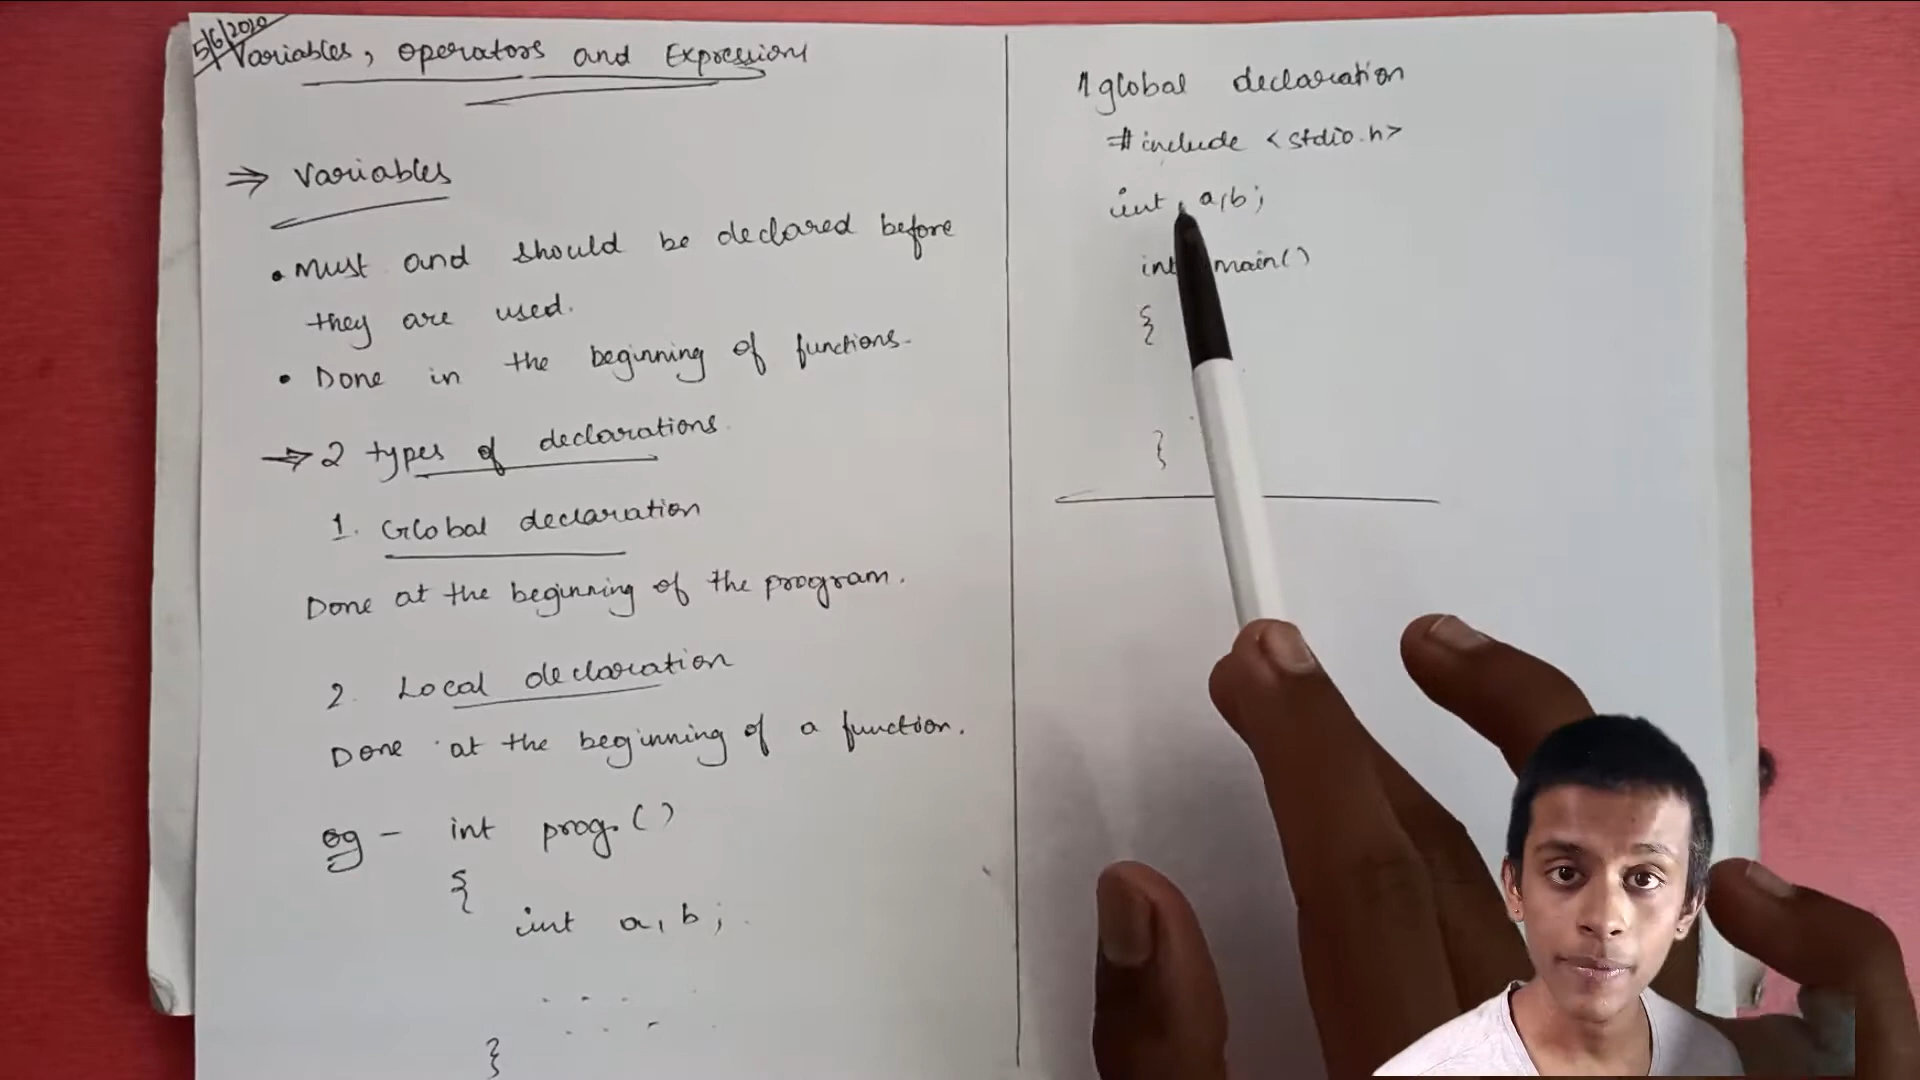 5/6/2020
Variables, operators and Expressions
⇒ Variables
• Must and should be declared before
they are used.
• Done in the beginning of functions.
⇒ 2 types of declarations.
1. Global declaration
Done at the beginning of the program.
2. Local declaration
Done at the beginning of a function.
eg - int prog.()
{
int a, b;
. . .
. . -
}
1 global declaration
#include <stdio.h>
int a,b;
int main()
{
}